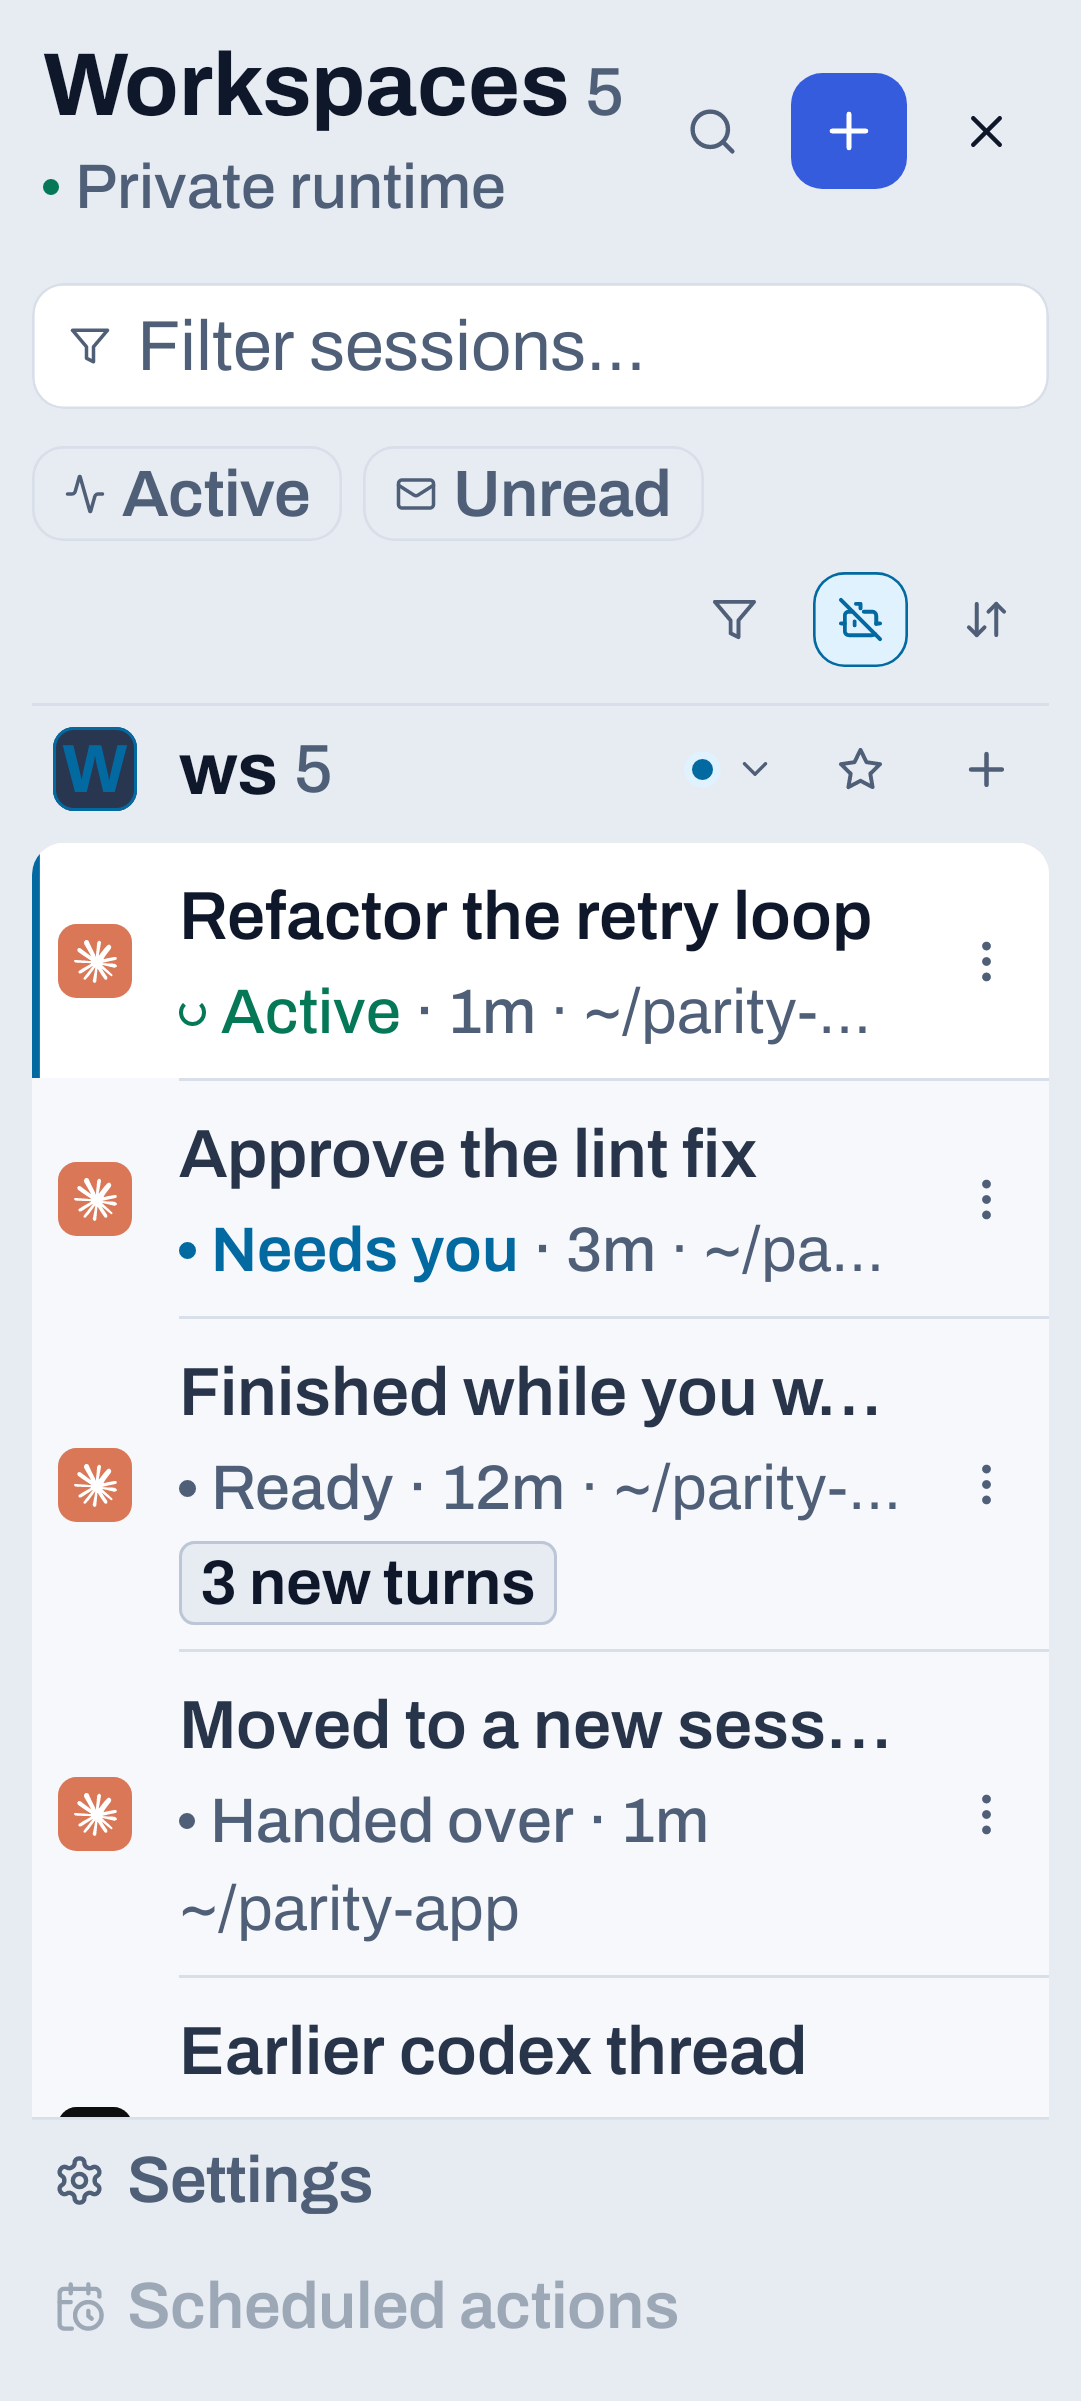 Workspaces 5
Private runtime
Filter sessions...
Active
Unread
W ws 5
Refactor the retry loop
Active · 1m · ~/parity-...
Approve the lint fix
• Needs you · 3m · ~/pa...
Finished while you w...
• Ready · 12m · ~/parity-...
3 new turns
Moved to a new sess...
• Handed over · 1m
~/parity-app
Earlier codex thread
Settings
Scheduled actions